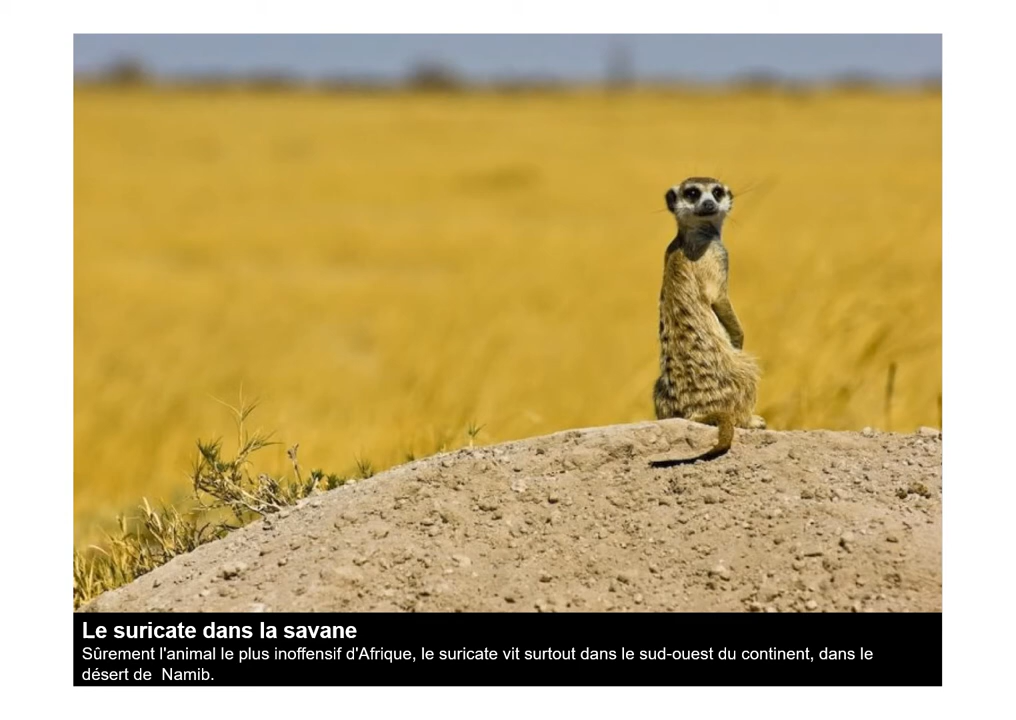 Le suricate dans la savane
Sûrement l'animal le plus inoffensif d'Afrique, le suricate vit surtout dans le sud-ouest du continent, dans le
désert de  Namib.